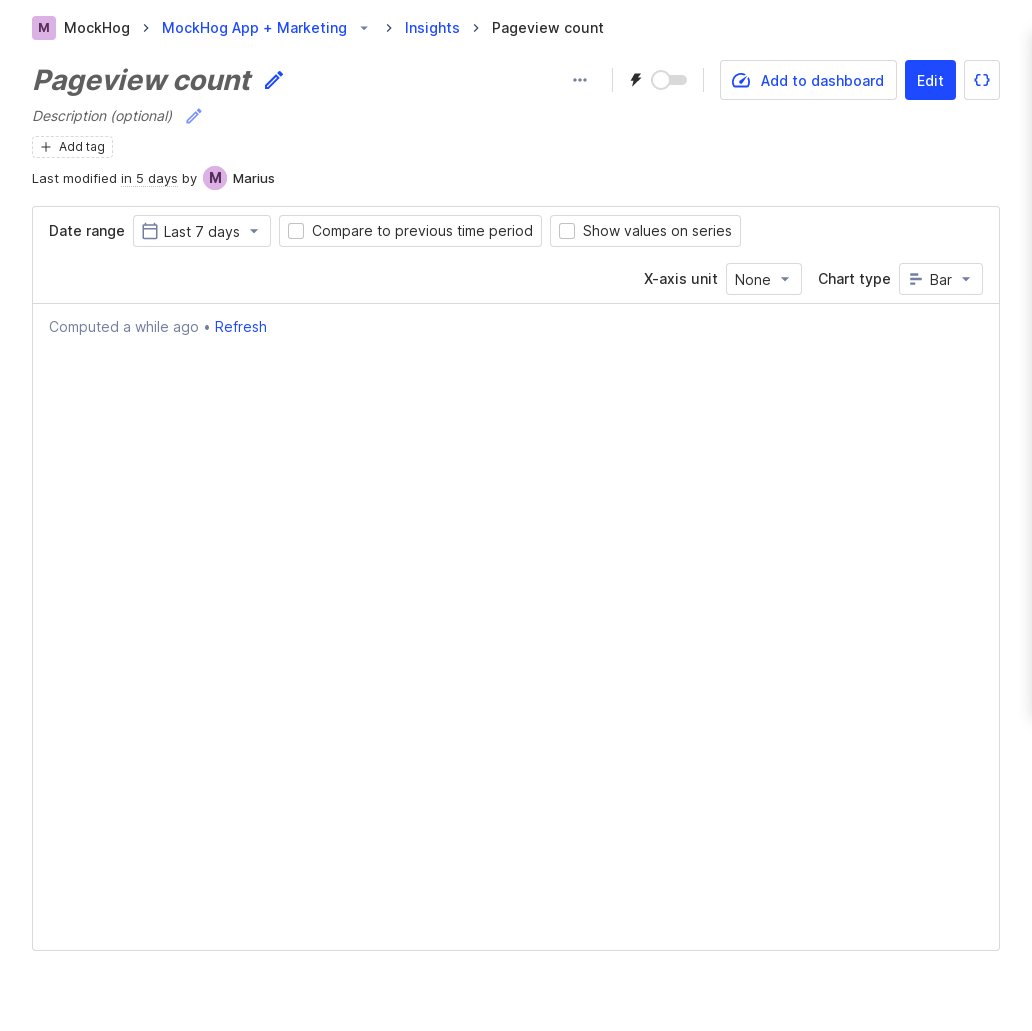 M MockHog MockHog App + Marketing Insights Pageview count
Pageview count
Add to dashboard Edit
Description (optional)
Add tag
Last modified in 5 days by M Marius
Date range Last 7 days Compare to previous time period Show values on series
X-axis unit None Chart type Bar
Computed a while ago • Refresh